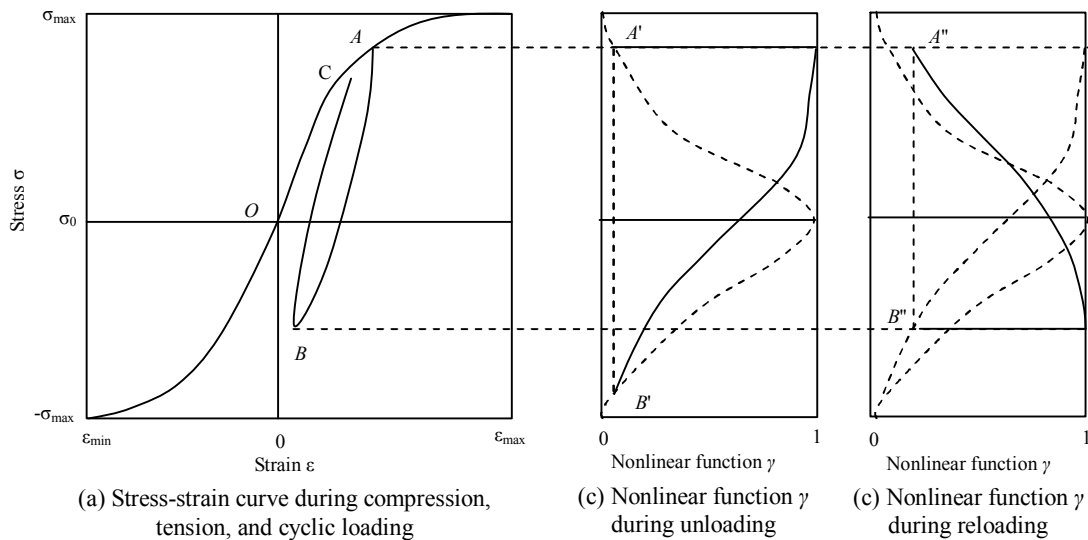 σmax
A
C
Stress σ
O
σ0
B
-σmax
εmin
0
εmax
Strain ε
(a) Stress-strain curve during compression,
tension, and cyclic loading
A'
B'
0
1
Nonlinear function γ
(c) Nonlinear function γ
during unloading
A"
B"
0
1
Nonlinear function γ
(c) Nonlinear function γ
during reloading